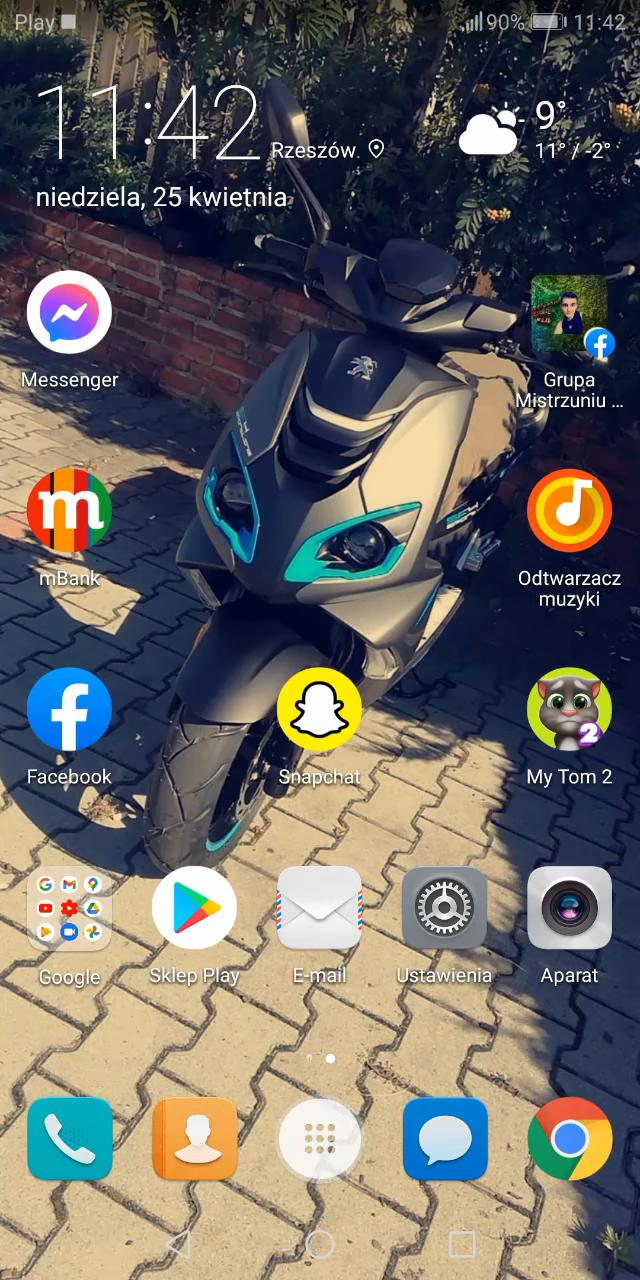 Play
90%
11:42
11:42
Rzeszów
9°
11° / -2°
niedziela, 25 kwietnia
Messenger
Grupa
Mistrzuniu ...
m
mBank
Odtwarzacz
muzyki
f
Facebook
Snapchat
2
My Tom 2
Google
Sklep Play
E-mail
Ustawienia
Aparat